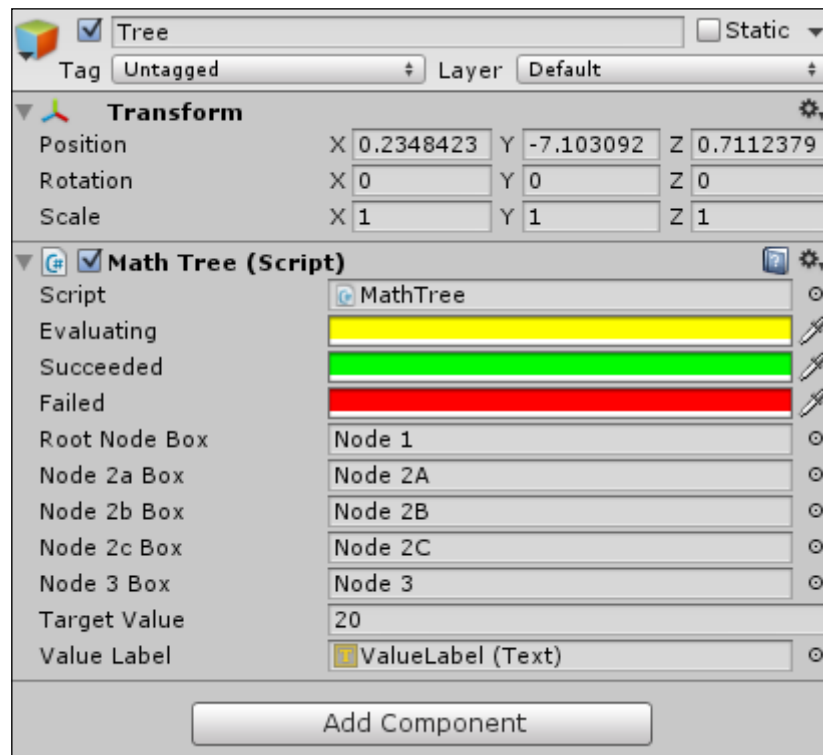 Tree Static
Tag Untagged Layer Default
Transform
Position X 0.2348423 Y -7.103092 Z 0.7112379
Rotation X 0 Y 0 Z 0
Scale X 1 Y 1 Z 1
Math Tree (Script)
Script MathTree
Evaluating
Succeeded
Failed
Root Node Box Node 1
Node 2a Box Node 2A
Node 2b Box Node 2B
Node 2c Box Node 2C
Node 3 Box Node 3
Target Value 20
Value Label ValueLabel (Text)
Add Component